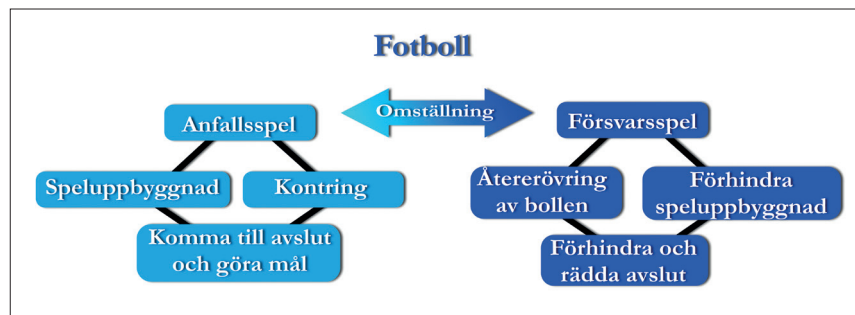 Fotboll
Omställning
Anfallsspel
Speluppbyggnad
Kontring
Komma till avslut
och göra mål
Försvarsspel
Återerövring
av bollen
Förhindra
speluppbyggnad
Förhindra och
rädda avslut